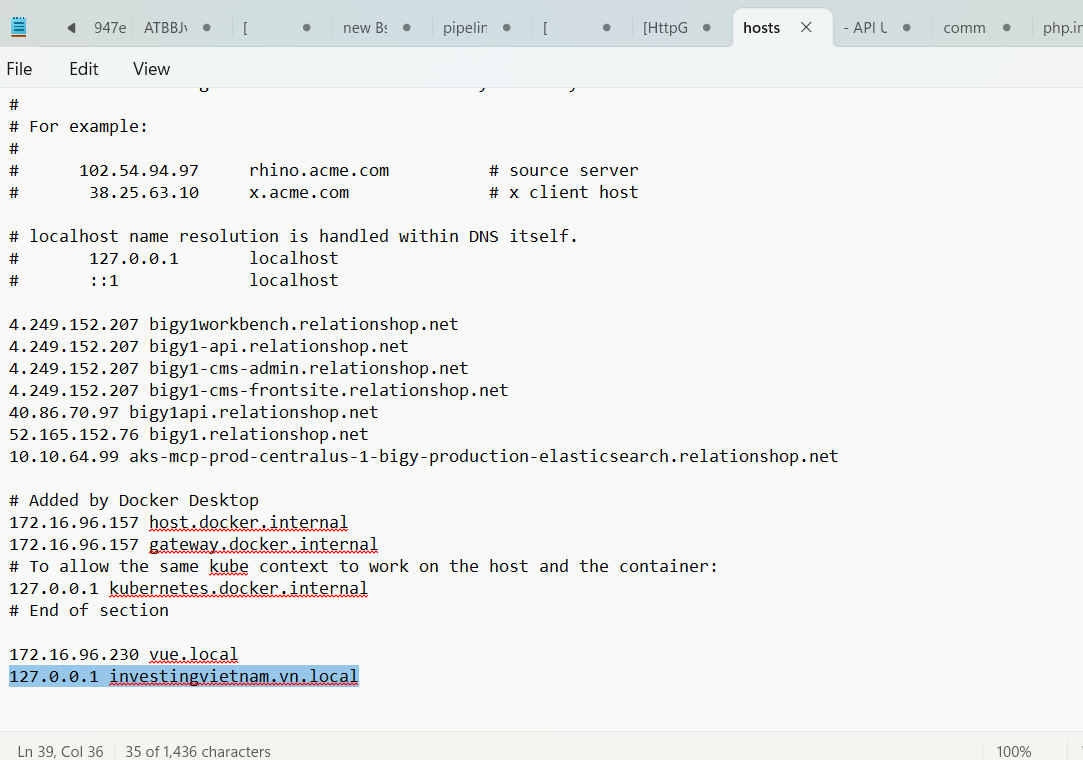 947e ATBBJ [ new Bs pipelin [ [HttpG hosts - API comm php.in
File Edit View
#
# For example:
#
# 102.54.94.97 rhino.acme.com # source server
# 38.25.63.10 x.acme.com # x client host
# localhost name resolution is handled within DNS itself.
# 127.0.0.1 localhost
# ::1 localhost
4.249.152.207 bigy1workbench.relationshop.net
4.249.152.207 bigy1-api.relationshop.net
4.249.152.207 bigy1-cms-admin.relationshop.net
4.249.152.207 bigy1-cms-frontsite.relationshop.net
40.86.70.97 bigy1api.relationshop.net
52.165.152.76 bigy1.relationshop.net
10.10.64.99 aks-mcp-prod-centralus-1-bigy-production-elasticsearch.relationshop.net
# Added by Docker Desktop
172.16.96.157 host.docker.internal
172.16.96.157 gateway.docker.internal
# To allow the same kube context to work on the host and the container:
127.0.0.1 kubernetes.docker.internal
# End of section
172.16.96.230 vue.local
127.0.0.1 investingvietnam.vn.local
Ln 39, Col 36 35 of 1,436 characters 100%